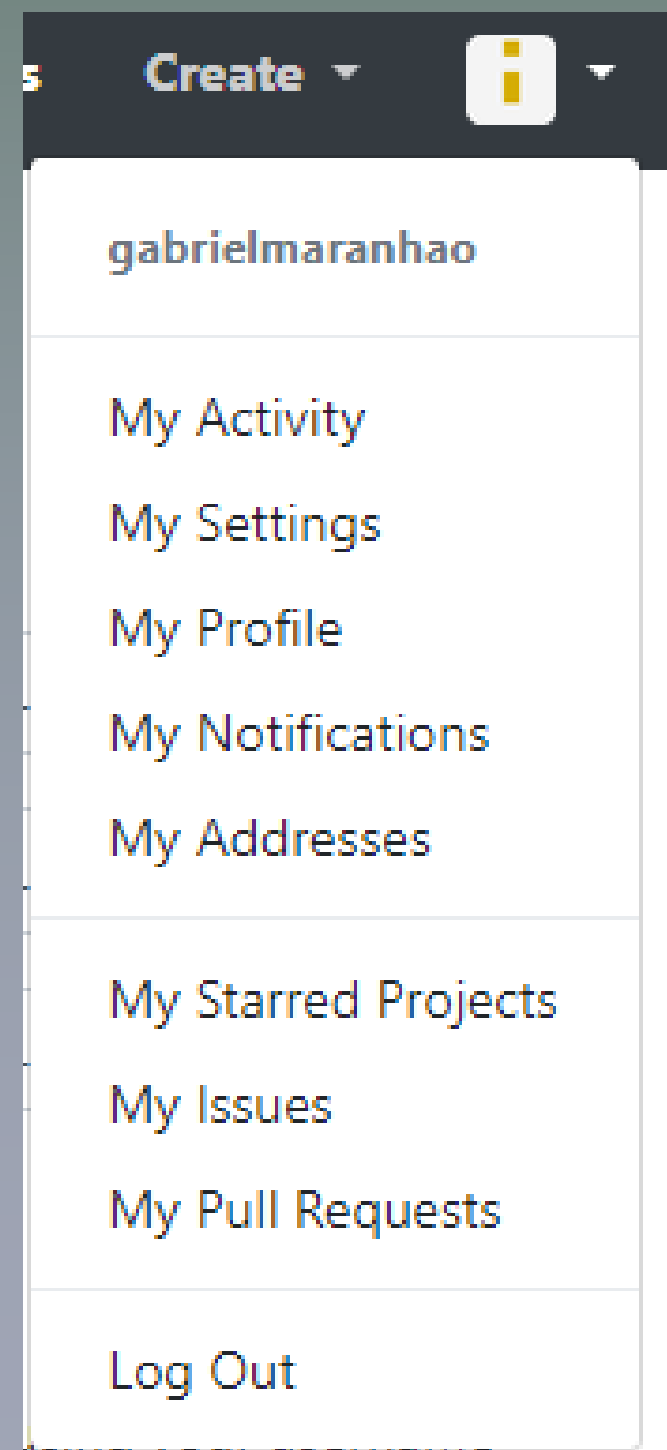 s Create
gabrielmaranhao
My Activity
My Settings
My Profile
My Notifications
My Addresses
My Starred Projects
My Issues
My Pull Requests
Log Out